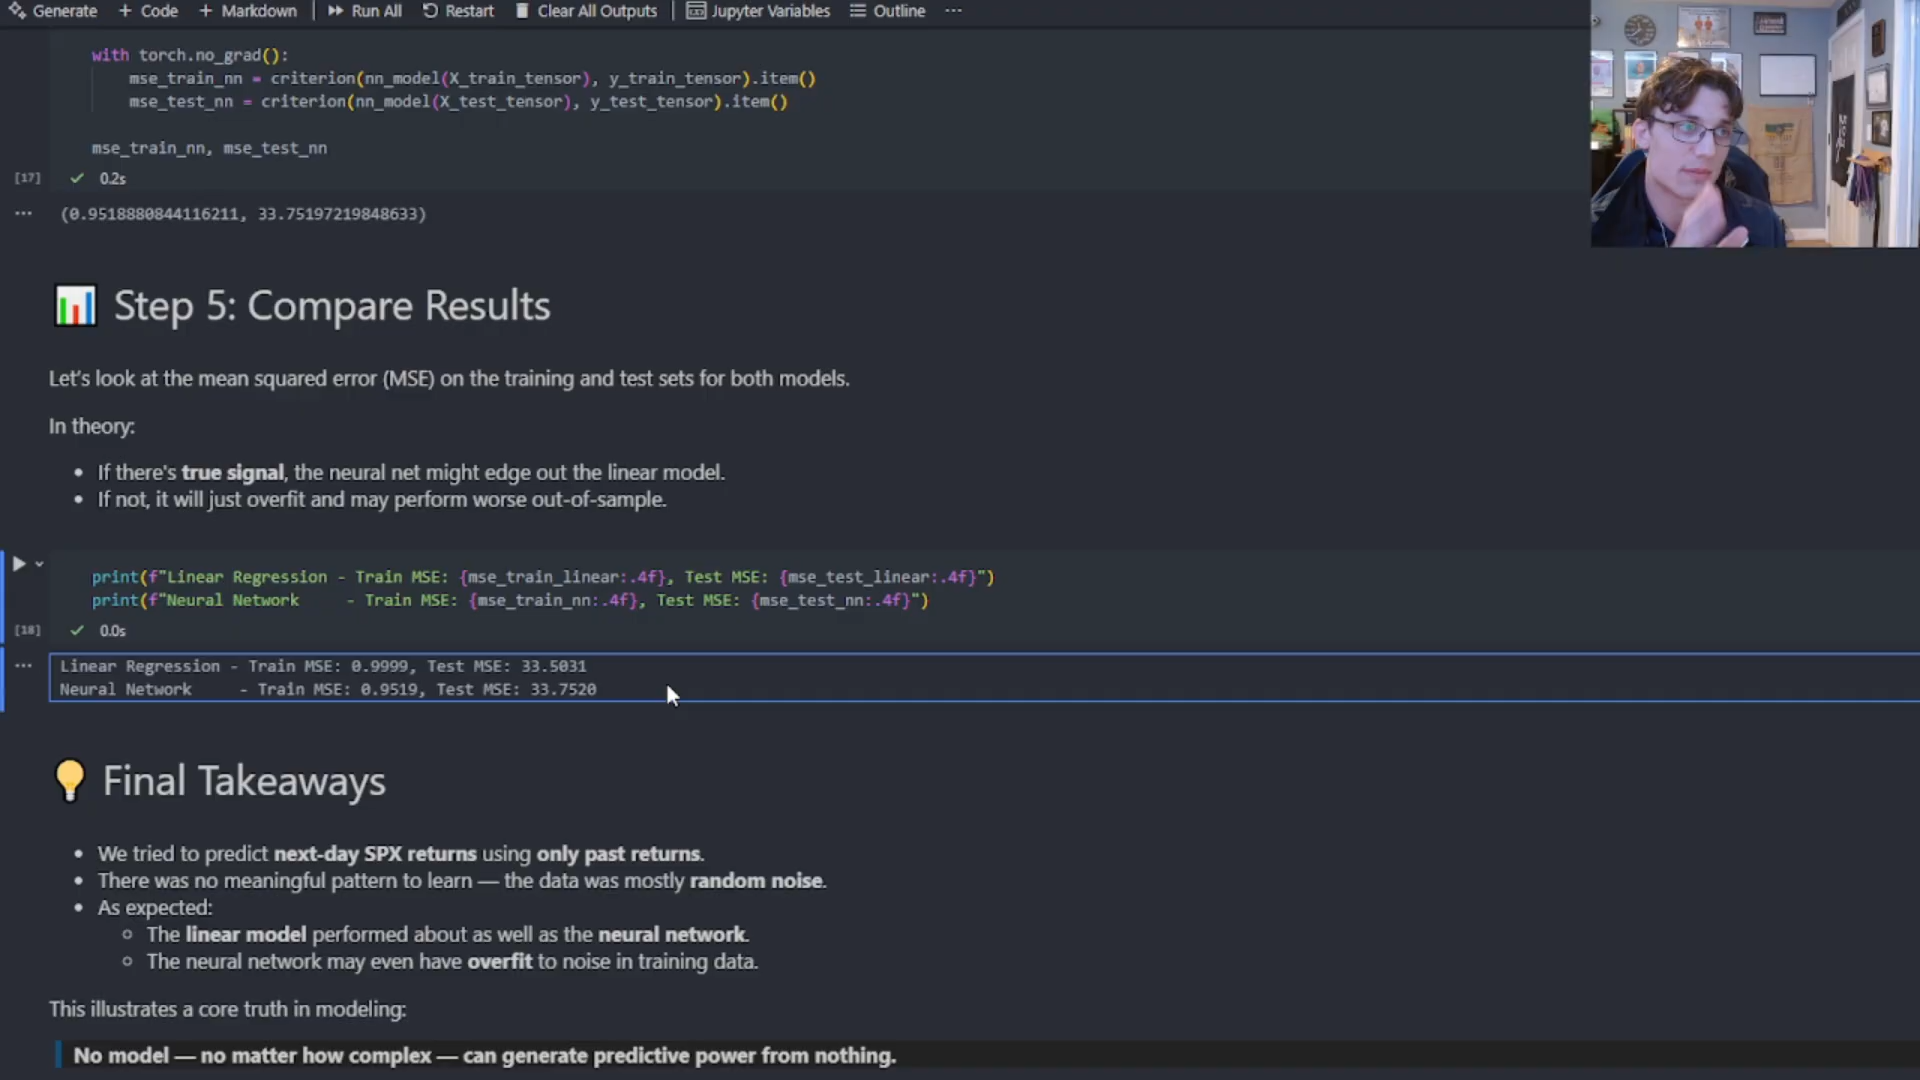 Generate + Code + Markdown Run All Restart Clear All Outputs Jupyter Variables Outline ...
with torch.no_grad():
mse_train_nn = criterion(nn_model(X_train_tensor), y_train_tensor).item()
mse_test_nn = criterion(nn_model(X_test_tensor), y_test_tensor).item()
mse_train_nn, mse_test_nn
[17] ✓ 0.2s
... (0.9518880844116211, 33.75197219848633)
📊 Step 5: Compare Results
Let's look at the mean squared error (MSE) on the training and test sets for both models.
In theory:
• If there's true signal, the neural net might edge out the linear model.
• If not, it will just overfit and may perform worse out-of-sample.
print(f"Linear Regression - Train MSE: {mse_train_linear:.4f}, Test MSE: {mse_test_linear:.4f}")
print(f"Neural Network     - Train MSE: {mse_train_nn:.4f}, Test MSE: {mse_test_nn:.4f}")
[18] ✓ 0.0s
... Linear Regression - Train MSE: 0.9999, Test MSE: 33.5031
Neural Network     - Train MSE: 0.9519, Test MSE: 33.7520
💡 Final Takeaways
• We tried to predict next-day SPX returns using only past returns.
• There was no meaningful pattern to learn — the data was mostly random noise.
• As expected:
○ The linear model performed about as well as the neural network.
○ The neural network may even have overfit to noise in training data.
This illustrates a core truth in modeling:
No model — no matter how complex — can generate predictive power from nothing.